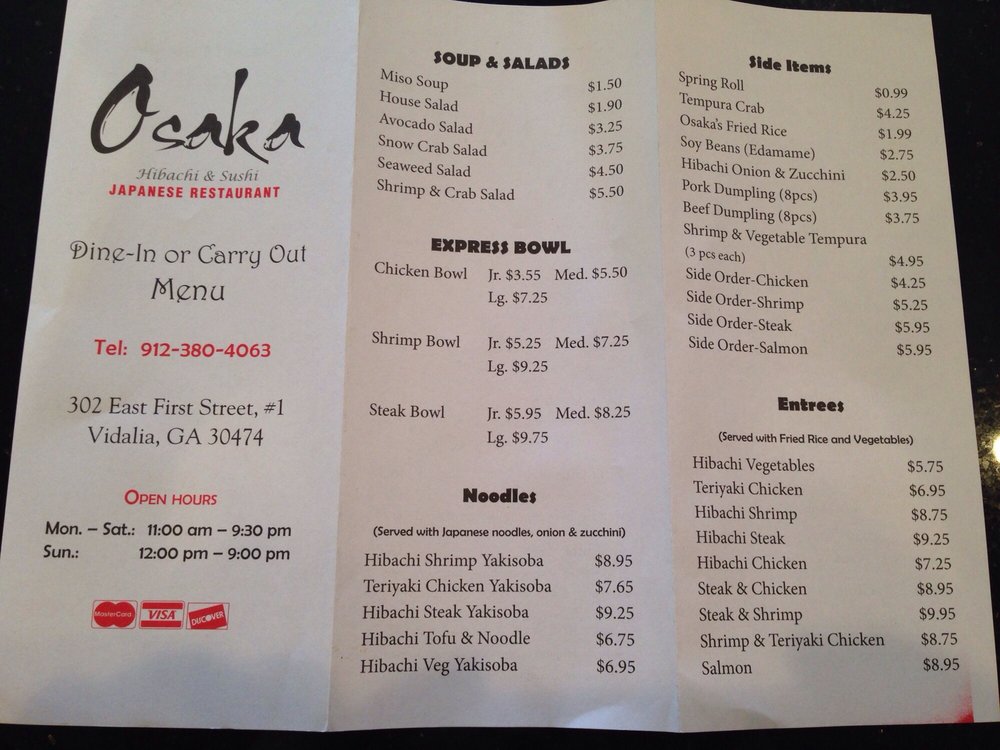 Osaka
Hibachi & Sushi
JAPANESE RESTAURANT
Dine-In or Carry Out
Menu
Tel: 912-380-4063
302 East First Street, #1
Vidalia, GA 30474
OPEN HOURS
Mon. – Sat.: 11:00 am – 9:30 pm
Sun.: 12:00 pm – 9:00 pm
MasterCard VISA DUCOVER
SOUP & SALADS
Miso Soup $1.50
House Salad $1.90
Avocado Salad $3.25
Snow Crab Salad $3.75
Seaweed Salad $4.50
Shrimp & Crab Salad $5.50
EXPRESS BOWL
Chicken Bowl Jr. $3.55 Med. $5.50
Lg. $7.25
Shrimp Bowl Jr. $5.25 Med. $7.25
Lg. $9.25
Steak Bowl Jr. $5.95 Med. $8.25
Lg. $9.75
Noodles
(Served with Japanese noodles, onion & zucchini)
Hibachi Shrimp Yakisoba $8.95
Teriyaki Chicken Yakisoba $7.65
Hibachi Steak Yakisoba $9.25
Hibachi Tofu & Noodle $6.75
Hibachi Veg Yakisoba $6.95
Side Items
Spring Roll $0.99
Tempura Crab $4.25
Osaka's Fried Rice $1.99
Soy Beans (Edamame) $2.75
Hibachi Onion & Zucchini $2.50
Pork Dumpling (8pcs) $3.95
Beef Dumpling (8pcs) $3.75
Shrimp & Vegetable Tempura
(3 pcs each) $4.95
Side Order-Chicken $4.25
Side Order-Shrimp $5.25
Side Order-Steak $5.95
Side Order-Salmon $5.95
Entrees
(Served with Fried Rice and Vegetables)
Hibachi Vegetables $5.75
Teriyaki Chicken $6.95
Hibachi Shrimp $8.75
Hibachi Steak $9.25
Hibachi Chicken $7.25
Steak & Chicken $8.95
Steak & Shrimp $9.95
Shrimp & Teriyaki Chicken $8.75
Salmon $8.95